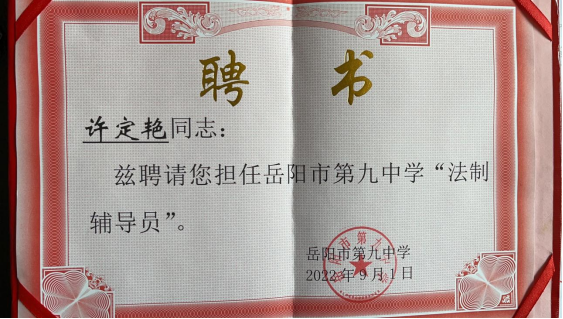 聘 书
许定艳同志：
兹聘请您担任岳阳市第九中学“法制
辅导员”。
岳阳市第九中学
2022年9月1日